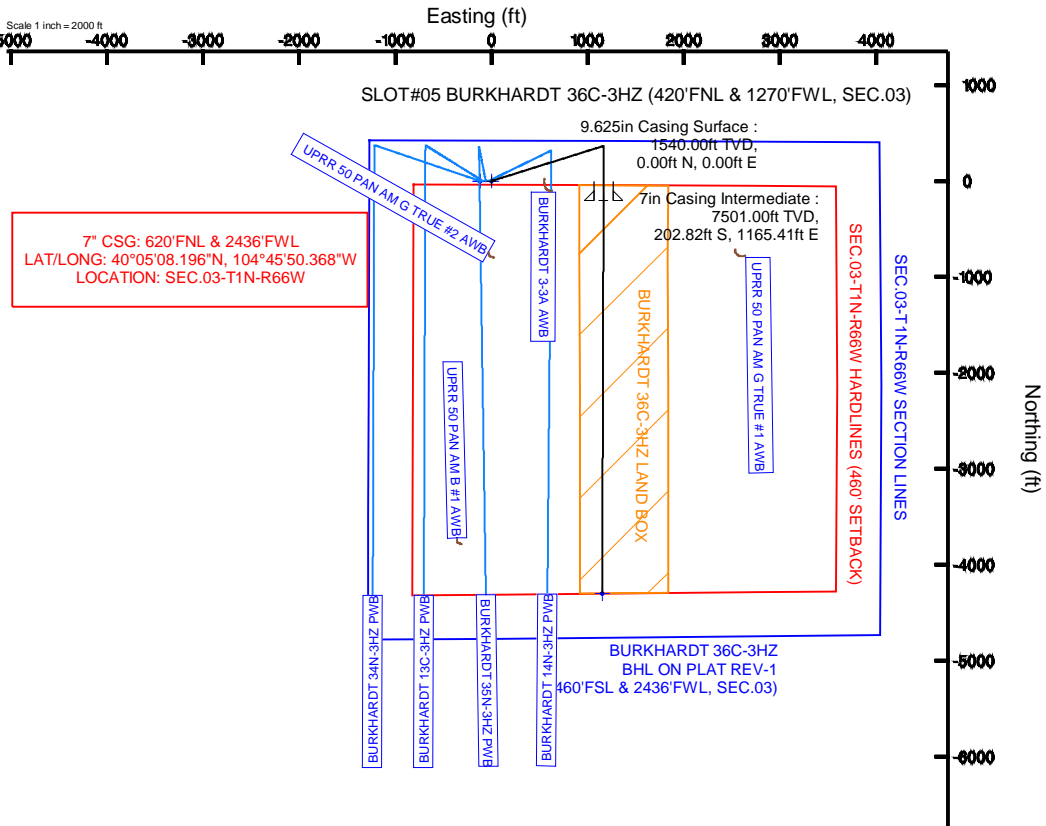 Easting (ft)
Scale 1 inch = 2000 ft
-4000 -3000 -2000 -1000 0 1000 2000 3000 4000
1000
0
-1000
-2000
-3000
-4000
-5000
-6000
Northing (ft)
SLOT#05 BURKHARDT 36C-3HZ (420'FNL & 1270'FWL, SEC.03)
9.625in Casing Surface :
1540.00ft TVD,
0.00ft N, 0.00ft E
7in Casing Intermediate :
7501.00ft TVD,
202.82ft S, 1165.41ft E
UPRR 50 PAN AM G TRUE #2 AWB
7" CSG: 620'FNL & 2436'FWL
LAT/LONG: 40°05'08.196"N, 104°45'50.368"W
LOCATION: SEC.03-T1N-R66W
BURKHARDT 3-3A AWB
UPRR 50 PAN AM B #1 AWB
BURKHARDT 36C-3HZ LAND BOX
UPRR 50 PAN AM G TRUE #1 AWB
SEC.03-T1N-R66W HARDLINES (460' SETBACK)
SEC.03-T1N-R66W SECTION LINES
BURKHARDT 34N-3HZ PWB
BURKHARDT 13C-3HZ PWB
BURKHARDT 35N-3HZ PWB
BURKHARDT 14N-3HZ PWB
BURKHARDT 36C-3HZ
BHL ON PLAT REV-1
460'FSL & 2436'FWL, SEC.03)